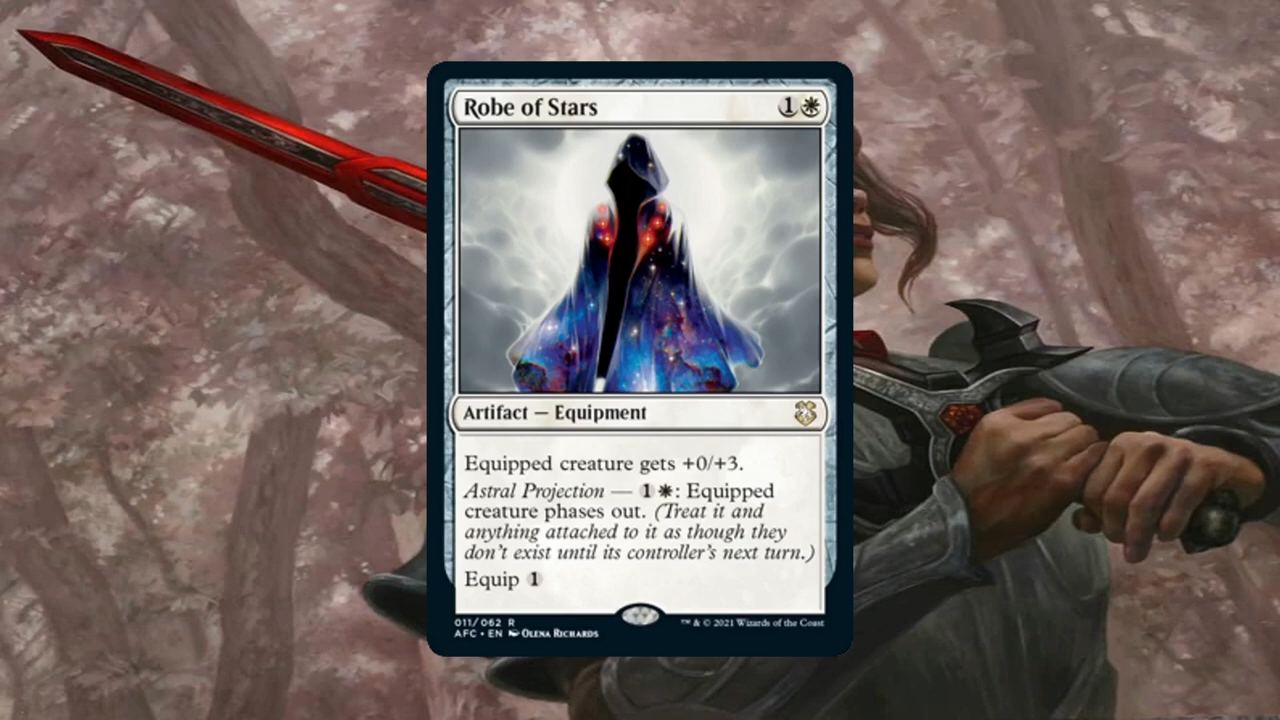 Robe of Stars 1
Artifact — Equipment
Equipped creature gets +0/+3.
Astral Projection — 1 : Equipped
creature phases out. (Treat it and
anything attached to it as though they
don't exist until its controller's next turn.)
Equip 1
011/062 R
AFC • EN Olena Richards
™ & © 2021 Wizards of the Coast